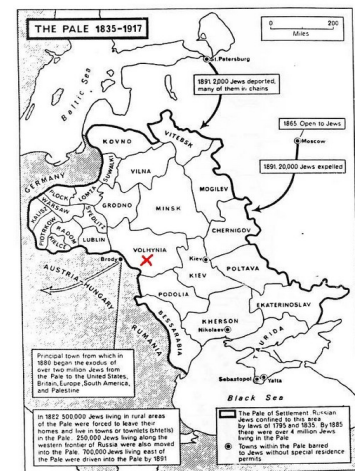 THE PALE 1835-1917
0 200
Miles
St. Petersburg
1891. 2,000 Jews deported,
many of them in chains
Baltic Sea
1865 Open to Jews
Moscow
1891. 20,000 Jews expelled
KOVNO
VITEBSK
GERMANY
SUWALKI
VILNA
PLOCK
LOMZA
MOGILEV
WARSAW
GRODNO
MINSK
KALISZ
SIEDLETZ
PIOTRKOW
RADOM
KIELCE
LUBLIN
CHERNIGOV
VOLHYNIA
Brody
Kiev
KIEV
POLTAVA
AUSTRIA-HUNGARY
PODOLIA
EKATERINOSLAV
BESSARABIA
KHERSON
Nikolaev
RUMANIA
TAURIDA
Sebastopol
Yalta
Black Sea
Principal town from which in
1880 began the exodus of
over two million Jews from
the Pale to the United States,
Britain, Europe, South America,
and Palestine
In 1882 500,000 Jews living in rural areas
of the Pale were forced to leave their
homes and live in towns or townlets (shtetls)
in the Pale. 250,000 Jews living along the
western frontier of Russia were also moved
into the Pale. 700,000 Jews living east of
the Pale were driven into the Pale by 1891
The Pale of Settlement. Russian
Jews confined to this area
by laws of 1795 and 1835. By 1885
there were over 4 million Jews
living in the Pale
Towns within the Pale barred
to Jews without special residence
permits